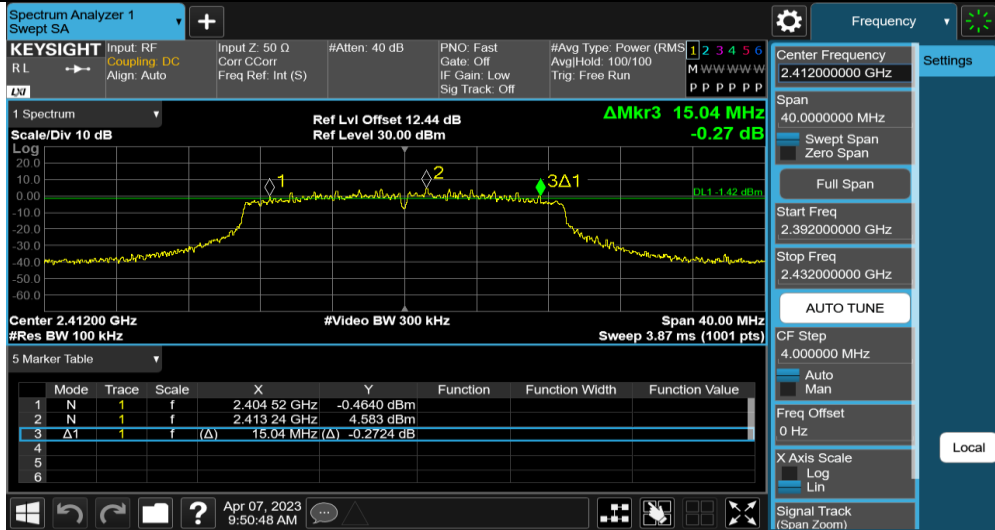 Spectrum Analyzer 1
Swept SA
+
Frequency
KEYSIGHT
RL
LXI
Input: RF
Coupling: DC
Align: Auto
Input Z: 50 Ω
Corr CCorr
Freq Ref: Int (S)
#Atten: 40 dB
PNO: Fast
Gate: Off
IF Gain: Low
Sig Track: Off
#Avg Type: Power (RMS
Avg|Hold: 100/100
Trig: Free Run
1 2 3 4 5 6
M W W W W W
P P P P P P
1 Spectrum
Scale/Div 10 dB
Log
Ref Lvl Offset 12.44 dB
Ref Level 30.00 dBm
ΔMkr3 15.04 MHz
-0.27 dB
20.0
10.0
0.00
-10.0
-20.0
-30.0
-40.0
-50.0
-60.0
1
2
3Δ1
DL1 -1.42 dBm
Center 2.41200 GHz
#Res BW 100 kHz
#Video BW 300 kHz
Span 40.00 MHz
Sweep 3.87 ms (1001 pts)
5 Marker Table
Mode Trace Scale X Y Function Function Width Function Value
1 N 1 f 2.404 52 GHz -0.4640 dBm
2 N 1 f 2.413 24 GHz 4.583 dBm
3 Δ1 1 f (Δ) 15.04 MHz (Δ) -0.2724 dB
4
5
6
?
Apr 07, 2023
9:50:48 AM
Center Frequency
2.412000000 GHz
Span
40.0000000 MHz
Swept Span
Zero Span
Full Span
Start Freq
2.392000000 GHz
Stop Freq
2.432000000 GHz
AUTO TUNE
CF Step
4.000000 MHz
Auto
Man
Freq Offset
0 Hz
X Axis Scale
Log
Lin
Signal Track
(Span Zoom)
Settings
Local